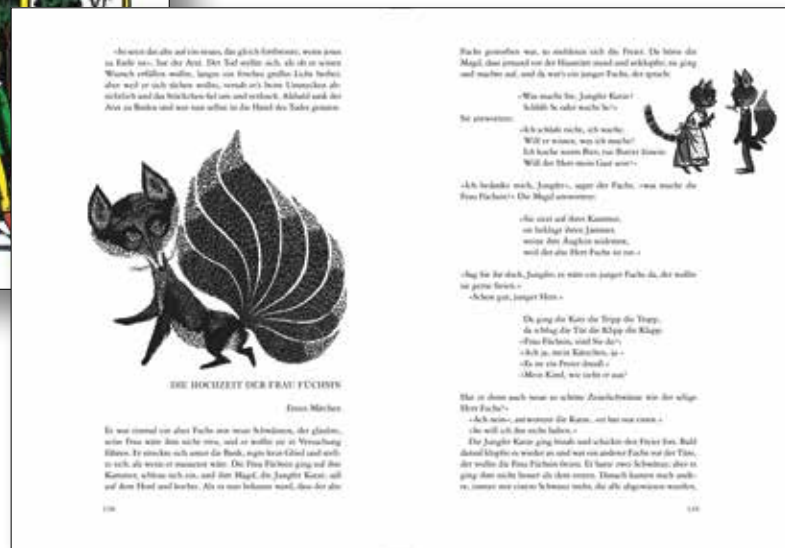 «So setzt das alte auf ein neues, das gleich fortbrennt, wenn jenes
zu Ende ist», bat der Arzt. Der Tod stellte sich, als ob er seinen
Wunsch erfüllen wollte, langte ein frisches großes Licht herbei;
aber weil er sich rächen wollte, versah er's beim Umstecken ab-
sichtlich und das Stückchen fiel um und verlosch. Alsbald sank der
Arzt zu Boden und war nun selbst in die Hand des Todes geraten.
DIE HOCHZEIT DER FRAU FÜCHSIN
Erstes Märchen
Es war einmal ein alter Fuchs mit neun Schwänzen, der glaubte,
seine Frau wäre ihm nicht treu, und er wollte sie in Versuchung
führen. Er streckte sich unter die Bank, regte kein Glied und stell-
te sich, als wenn er mausetot wäre. Die Frau Füchsin ging auf ihre
Kammer, schloss sich ein, und ihre Magd, die Jungfer Katze, saß
auf dem Herd und kochte. Als es nun bekannt ward, dass der alte
Fuchs gestorben war, so meldeten sich die Freier. Da hörte die
Magd, dass jemand vor der Haustüre stand und anklopfte; sie ging
und machte auf, und da war's ein junger Fuchs, der sprach:
«Was macht Sie, Jungfer Katze?
Schläft Se oder wacht Se?»
Sie antwortete:
«Ich schlafe nicht, ich wache.
Will er wissen, was ich mache?
Ich koche warm Bier, tue Butter hinein:
Will der Herr mein Gast sein?»
«Ich bedanke mich, Jungfer», sagte der Fuchs, «was macht die
Frau Füchsin?» Die Magd antwortete:
«Sie sitzt auf ihrer Kammer,
sie beklagt ihren Jammer,
weint ihre Äuglein seidenrot,
weil der alte Herr Fuchs ist tot.»
«Sag Sie ihr doch, Jungfer, es wäre ein junger Fuchs da, der wollte
sie gerne freien.»
«Schon gut, junger Herr.»
Da ging die Katz die Tripp die Trapp,
da schlug die Tür die Klipp die Klapp.
«Frau Füchsin, sind Sie da?»
«Ach ja, mein Kätzchen, ja.»
«Es ist ein Freier drauß.»
«Mein Kind, wie sieht er aus?
Hat er denn auch neun so schöne Zeiselschwänze wie der selige
Herr Fuchs?»
«Ach nein», antwortete die Katze, «er hat nur einen.»
«So will ich ihn nicht haben.»
Die Jungfer Katze ging hinab und schickte den Freier fort. Bald
darauf klopfte es wieder an und war ein anderer Fuchs vor der Türe,
der wollte die Frau Füchsin freien. Er hatte zwei Schwänze; aber es
ging ihm nicht besser als dem ersten. Danach kamen noch ande-
re, immer mit einem Schwanz mehr, die alle abgewiesen wurden,